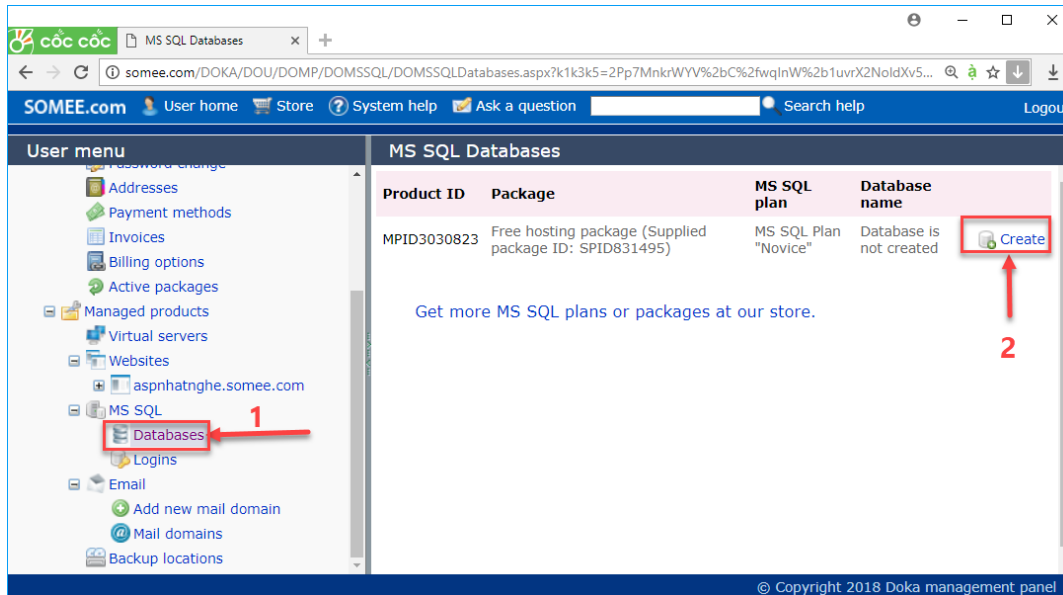 cốc cốc
MS SQL Databases
somee.com/DOKA/DOU/DOMP/DOMSSQL/DOMSSQLDatabases.aspx?k1k3k5=2Pp7MnkrWYV%2bC%2fwqInW%2b1uvrX2NoldXv5...
SOMEE.com User home Store System help Ask a question Search help Logou
User menu
Password change
Addresses
Payment methods
Invoices
Billing options
Active packages
Managed products
Virtual servers
Websites
aspnhatnghe.somee.com
MS SQL
1
Databases
Logins
Email
Add new mail domain
Mail domains
Backup locations
MS SQL Databases
Product ID Package MS SQL plan Database name
MPID3030823 Free hosting package (Supplied package ID: SPID831495) MS SQL Plan "Novice" Database is not created Create
Get more MS SQL plans or packages at our store.
2
© Copyright 2018 Doka management panel